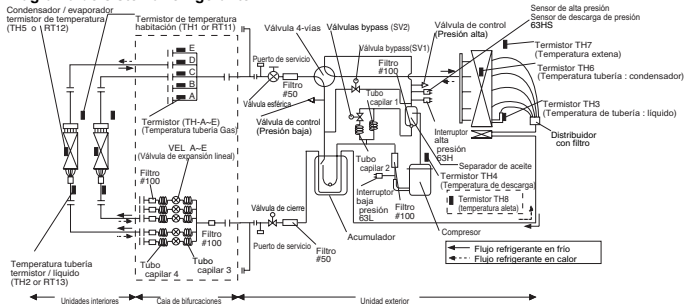 Condensador / evaporador
termistor de temperatura
(TH5 o RT12)
Termistor de temperatura
habitación (TH1 or RT11)
E
D
C
B
A
Termistor (TH-A~E)
(Temperatura tubería Gas)
VEL A~E
(Válvula de expansión lineal)
Filtro
#100
Filtro
#100
Tubo
capilar 4
Tubo
capilar 3
Temperatura tubería
termistor / líquido
(TH2 or RT13)
Puerto de servicio
Válvula esférica
Filtro
#50
Válvula de control
(Presión baja)
Válvula 4-vías
Válvulas bypass (SV2)
Válvula bypass(SV1)
Filtro
#100
Tubo
capilar 1
Tubo
capilar 2
Interruptor
baja
presión
63L
Filtro
#100
Válvula de cierre
Puerto de servicio
Filtro
#50
Acumulador
Compresor
Válvula de control
(Presión alta)
Sensor de alta presión
Sensor de descarga de presión
63HS
Interruptor
alta
presión
63H
Separador de aceite
Termistor TH4
(Temperatura de descarga)
Termistor TH7
(Temperatura extena)
Termistor TH6
(Temperatura tubería : condensador)
Termistor TH3
(Temperatura de tubería : líquido)
Distribuidor
con filtro
Termistor TH8
(Temperatura aleta)
Flujo refrigerante en frío
Flujo refrigerante en calor
Unidades interiores
Caja de bifurcaciones
Unidad exterior